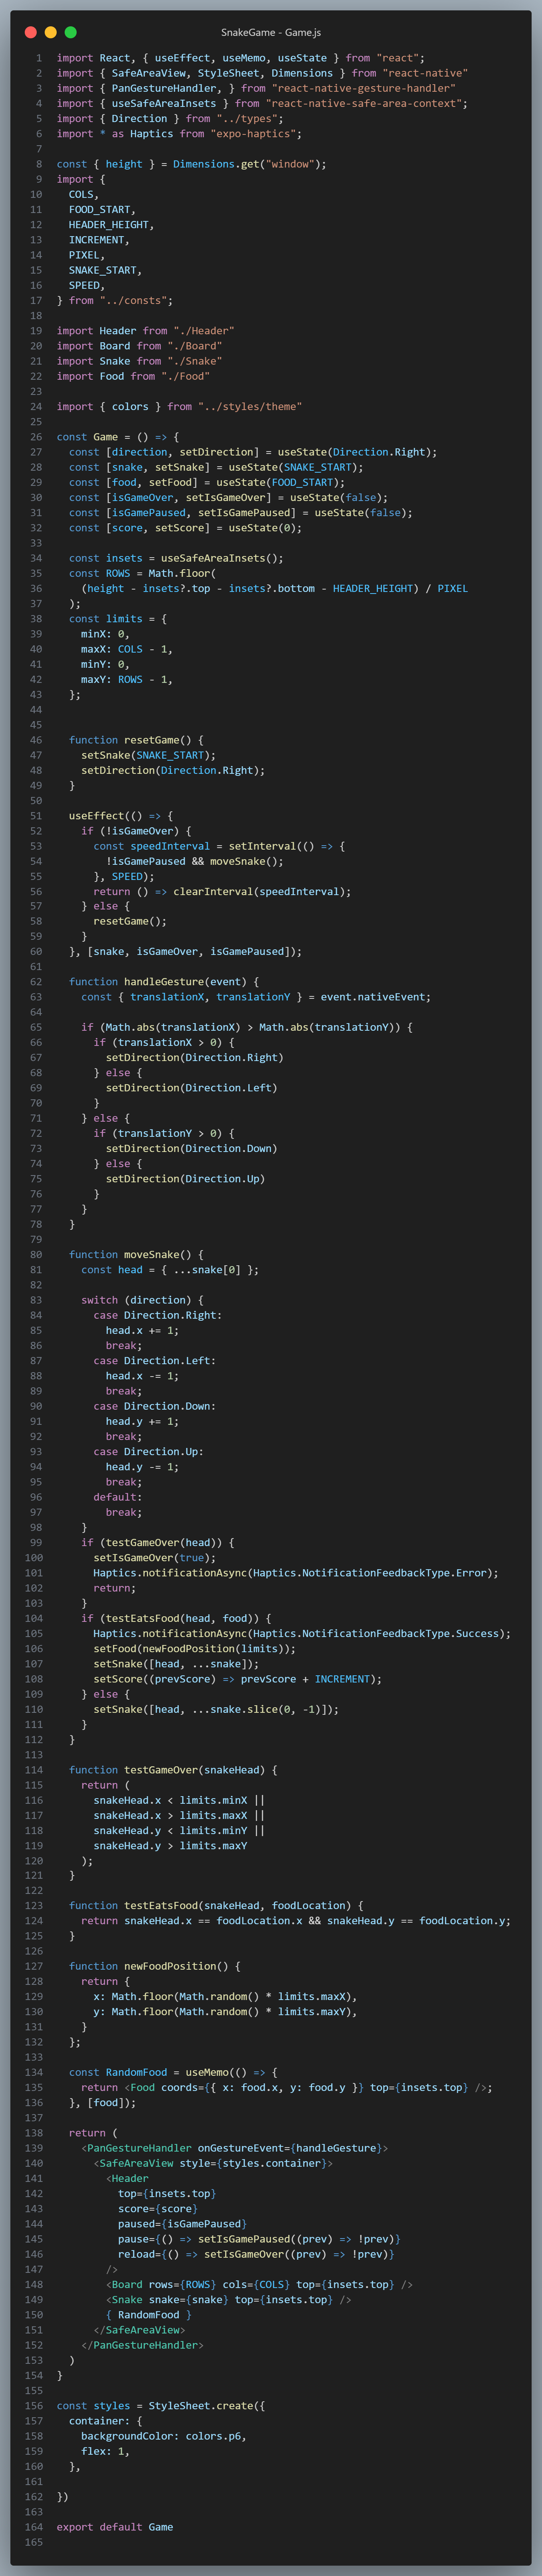 SnakeGame - Game.js
1 import React, { useEffect, useMemo, useState } from "react";
2 import { SafeAreaView, StyleSheet, Dimensions } from "react-native"
3 import { PanGestureHandler, } from "react-native-gesture-handler"
4 import { useSafeAreaInsets } from "react-native-safe-area-context";
5 import { Direction } from "../types";
6 import * as Haptics from "expo-haptics";
7
8 const { height } = Dimensions.get("window");
9 import {
10   COLS,
11   FOOD_START,
12   HEADER_HEIGHT,
13   INCREMENT,
14   PIXEL,
15   SNAKE_START,
16   SPEED,
17 } from "../consts";
18
19 import Header from "./Header"
20 import Board from "./Board"
21 import Snake from "./Snake"
22 import Food from "./Food"
23
24 import { colors } from "../styles/theme"
25
26 const Game = () => {
27   const [direction, setDirection] = useState(Direction.Right);
28   const [snake, setSnake] = useState(SNAKE_START);
29   const [food, setFood] = useState(FOOD_START);
30   const [isGameOver, setIsGameOver] = useState(false);
31   const [isGamePaused, setIsGamePaused] = useState(false);
32   const [score, setScore] = useState(0);
33
34   const insets = useSafeAreaInsets();
35   const ROWS = Math.floor(
36     (height - insets?.top - insets?.bottom - HEADER_HEIGHT) / PIXEL
37   );
38   const limits = {
39     minX: 0,
40     maxX: COLS - 1,
41     minY: 0,
42     maxY: ROWS - 1,
43   };
44
45
46   function resetGame() {
47     setSnake(SNAKE_START);
48     setDirection(Direction.Right);
49   }
50
51   useEffect(() => {
52     if (!isGameOver) {
53       const speedInterval = setInterval(() => {
54         !isGamePaused && moveSnake();
55       }, SPEED);
56       return () => clearInterval(speedInterval);
57     } else {
58       resetGame();
59     }
60   }, [snake, isGameOver, isGamePaused]);
61
62   function handleGesture(event) {
63     const { translationX, translationY } = event.nativeEvent;
64
65     if (Math.abs(translationX) > Math.abs(translationY)) {
66       if (translationX > 0) {
67         setDirection(Direction.Right)
68       } else {
69         setDirection(Direction.Left)
70       }
71     } else {
72       if (translationY > 0) {
73         setDirection(Direction.Down)
74       } else {
75         setDirection(Direction.Up)
76       }
77     }
78   }
79
80   function moveSnake() {
81     const head = { ...snake[0] };
82
83     switch (direction) {
84       case Direction.Right:
85         head.x += 1;
86         break;
87       case Direction.Left:
88         head.x -= 1;
89         break;
90       case Direction.Down:
91         head.y += 1;
92         break;
93       case Direction.Up:
94         head.y -= 1;
95         break;
96       default:
97         break;
98     }
99     if (testGameOver(head)) {
100       setIsGameOver(true);
101       Haptics.notificationAsync(Haptics.NotificationFeedbackType.Error);
102       return;
103     }
104     if (testEatsFood(head, food)) {
105       Haptics.notificationAsync(Haptics.NotificationFeedbackType.Success);
106       setFood(newFoodPosition(limits));
107       setSnake([head, ...snake]);
108       setScore((prevScore) => prevScore + INCREMENT);
109     } else {
110       setSnake([head, ...snake.slice(0, -1)]);
111     }
112   }
113
114   function testGameOver(snakeHead) {
115     return (
116       snakeHead.x < limits.minX ||
117       snakeHead.x > limits.maxX ||
118       snakeHead.y < limits.minY ||
119       snakeHead.y > limits.maxY
120     );
121   }
122
123   function testEatsFood(snakeHead, foodLocation) {
124     return snakeHead.x == foodLocation.x && snakeHead.y == foodLocation.y;
125   }
126
127   function newFoodPosition() {
128     return {
129       x: Math.floor(Math.random() * limits.maxX),
130       y: Math.floor(Math.random() * limits.maxY),
131     }
132   };
133
134   const RandomFood = useMemo(() => {
135     return <Food coords={{ x: food.x, y: food.y }} top={insets.top} />;
136   }, [food]);
137
138   return (
139     <PanGestureHandler onGestureEvent={handleGesture}>
140       <SafeAreaView style={styles.container}>
141         <Header
142           top={insets.top}
143           score={score}
144           paused={isGamePaused}
145           pause={() => setIsGamePaused((prev) => !prev)}
146           reload={() => setIsGameOver((prev) => !prev)}
147         />
148         <Board rows={ROWS} cols={COLS} top={insets.top} />
149         <Snake snake={snake} top={insets.top} />
150         { RandomFood }
151       </SafeAreaView>
152     </PanGestureHandler>
153   )
154 }
155
156 const styles = StyleSheet.create({
157   container: {
158     backgroundColor: colors.p6,
159     flex: 1,
160   },
161
162 })
163
164 export default Game
165